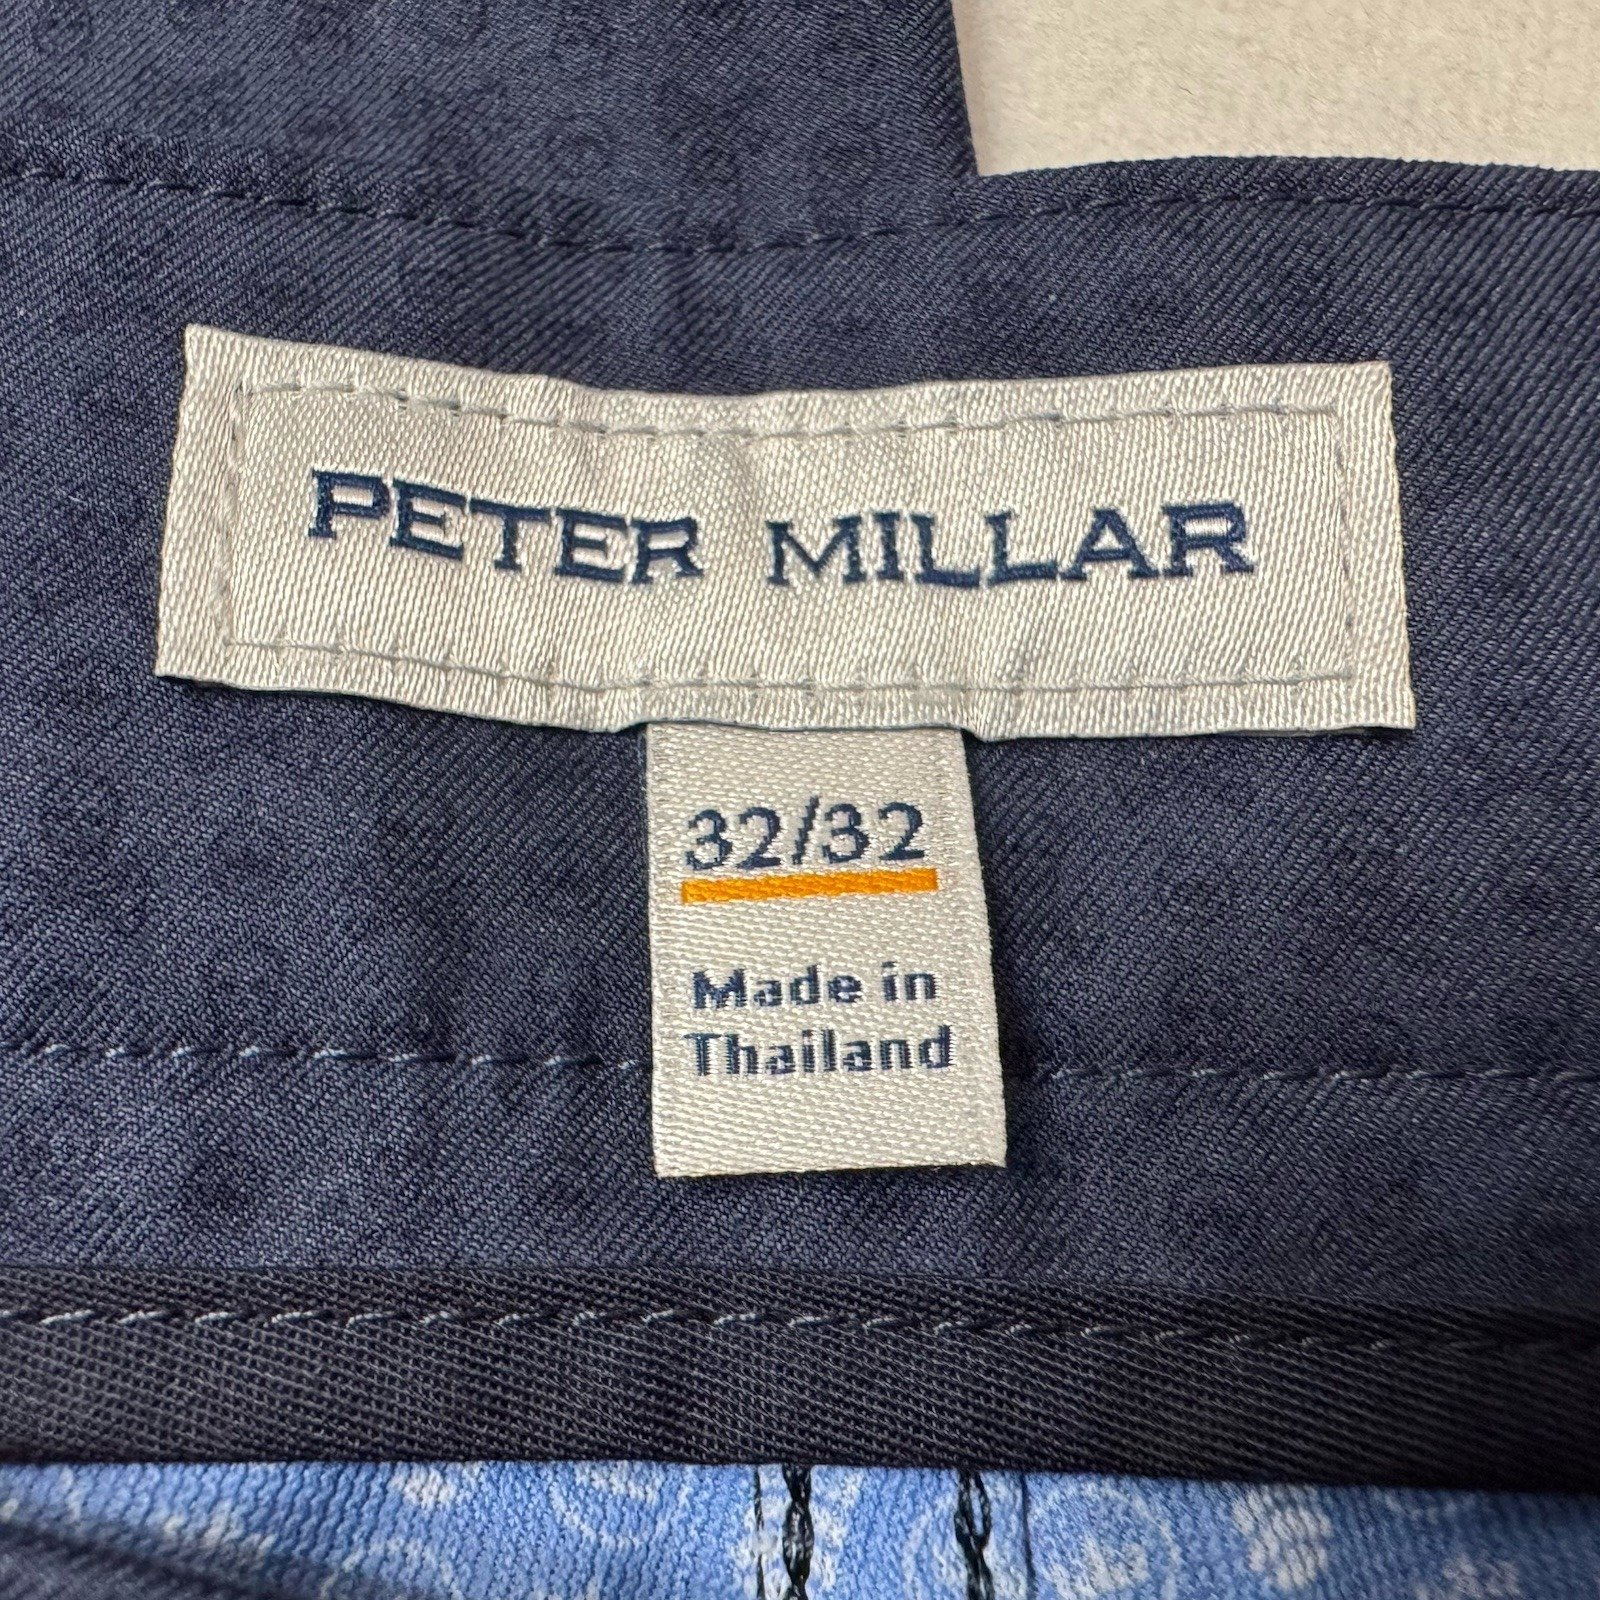 PETER MILLAR
32/32
Made in
Thailand